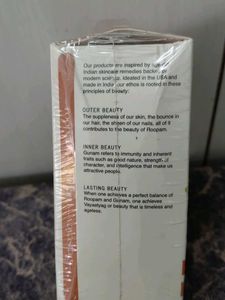 Our products are inspired by age
Indian skincare remedies backed by
modern science, ideated in the USA and
made in India our ethos is rooted in these
principles of beauty:
OUTER BEAUTY
The suppleness of our skin, the bounce in
our hair, the sheen of our nails, all of it
contributes to the beauty of Roopam.
INNER BEAUTY
Gunam refers to immunity and inherent
traits such as good nature, strength of
character, and intelligence that make us
attractive people.
LASTING BEAUTY
When one achieves a perfect balance of
Roopam and Gunam, one achieves
Vayastyag or beauty that is timeless and
ageless.